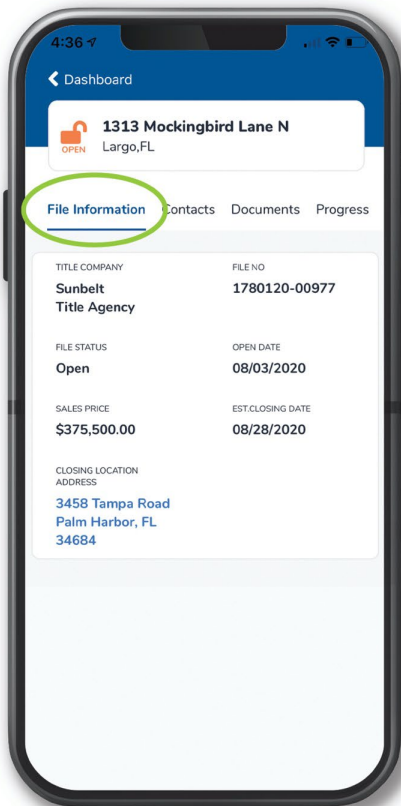 4:36
Dashboard
OPEN
1313 Mockingbird Lane N
Largo,FL
File Information Contacts Documents Progress
TITLE COMPANY
Sunbelt
Title Agency
FILE NO
1780120-00977
FILE STATUS
Open
OPEN DATE
08/03/2020
SALES PRICE
$375,500.00
EST.CLOSING DATE
08/28/2020
CLOSING LOCATION
ADDRESS
3458 Tampa Road
Palm Harbor, FL
34684